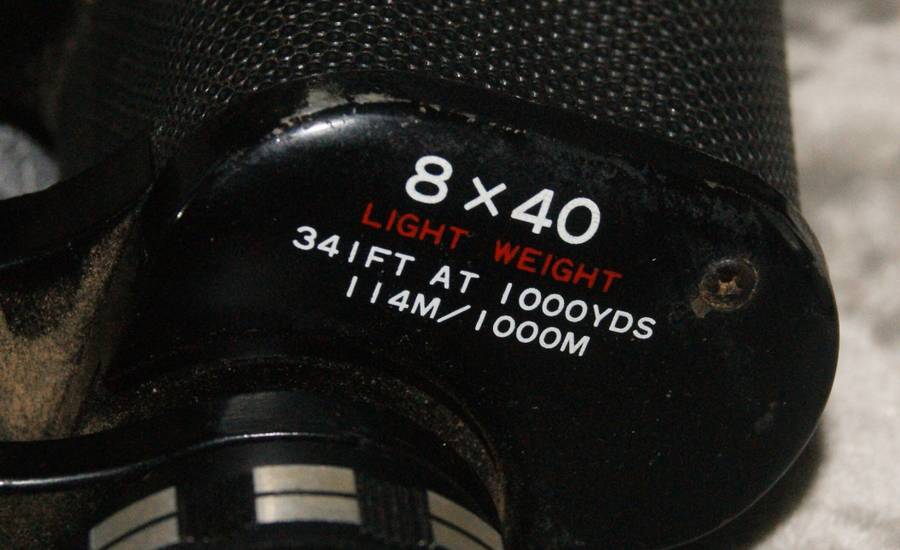 8×40
LIGHT WEIGHT
341FT AT 1000YDS
114M/1000M